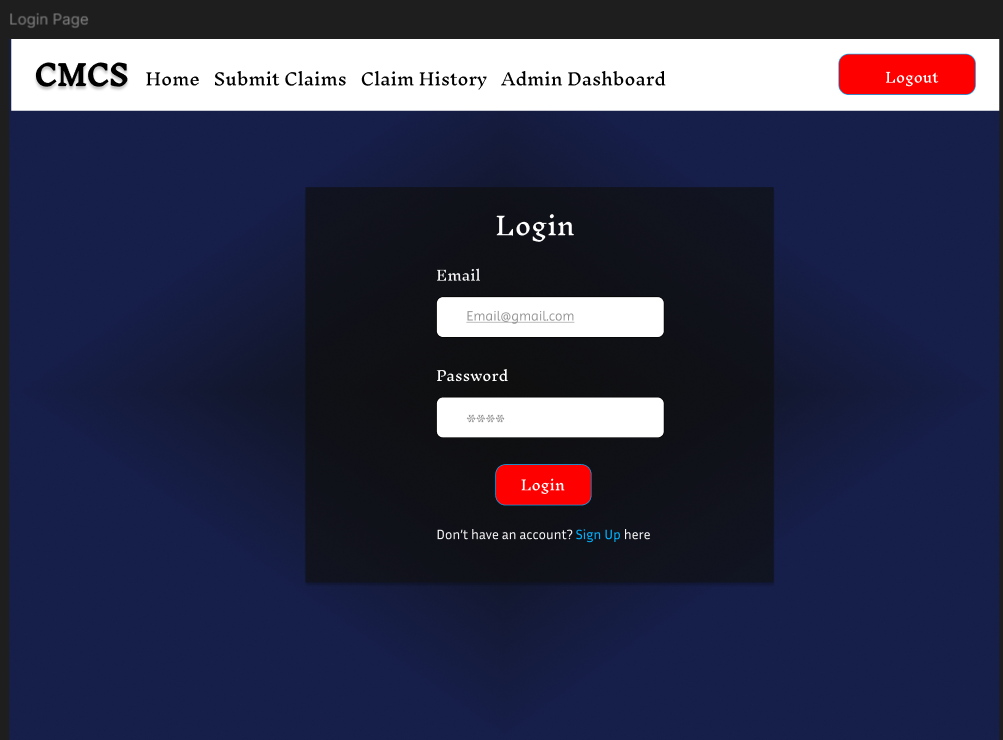 Login Page
CMCS Home Submit Claims Claim History Admin Dashboard Logout
Login
Email
Email@gmail.com
Password
****
Login
Don't have an account? Sign Up here